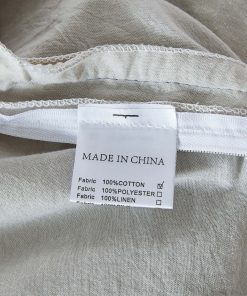 MADE IN CHINA
Fabric 100%COTTON
Fabric 100%POLYESTER
Fabric 100%LINEN